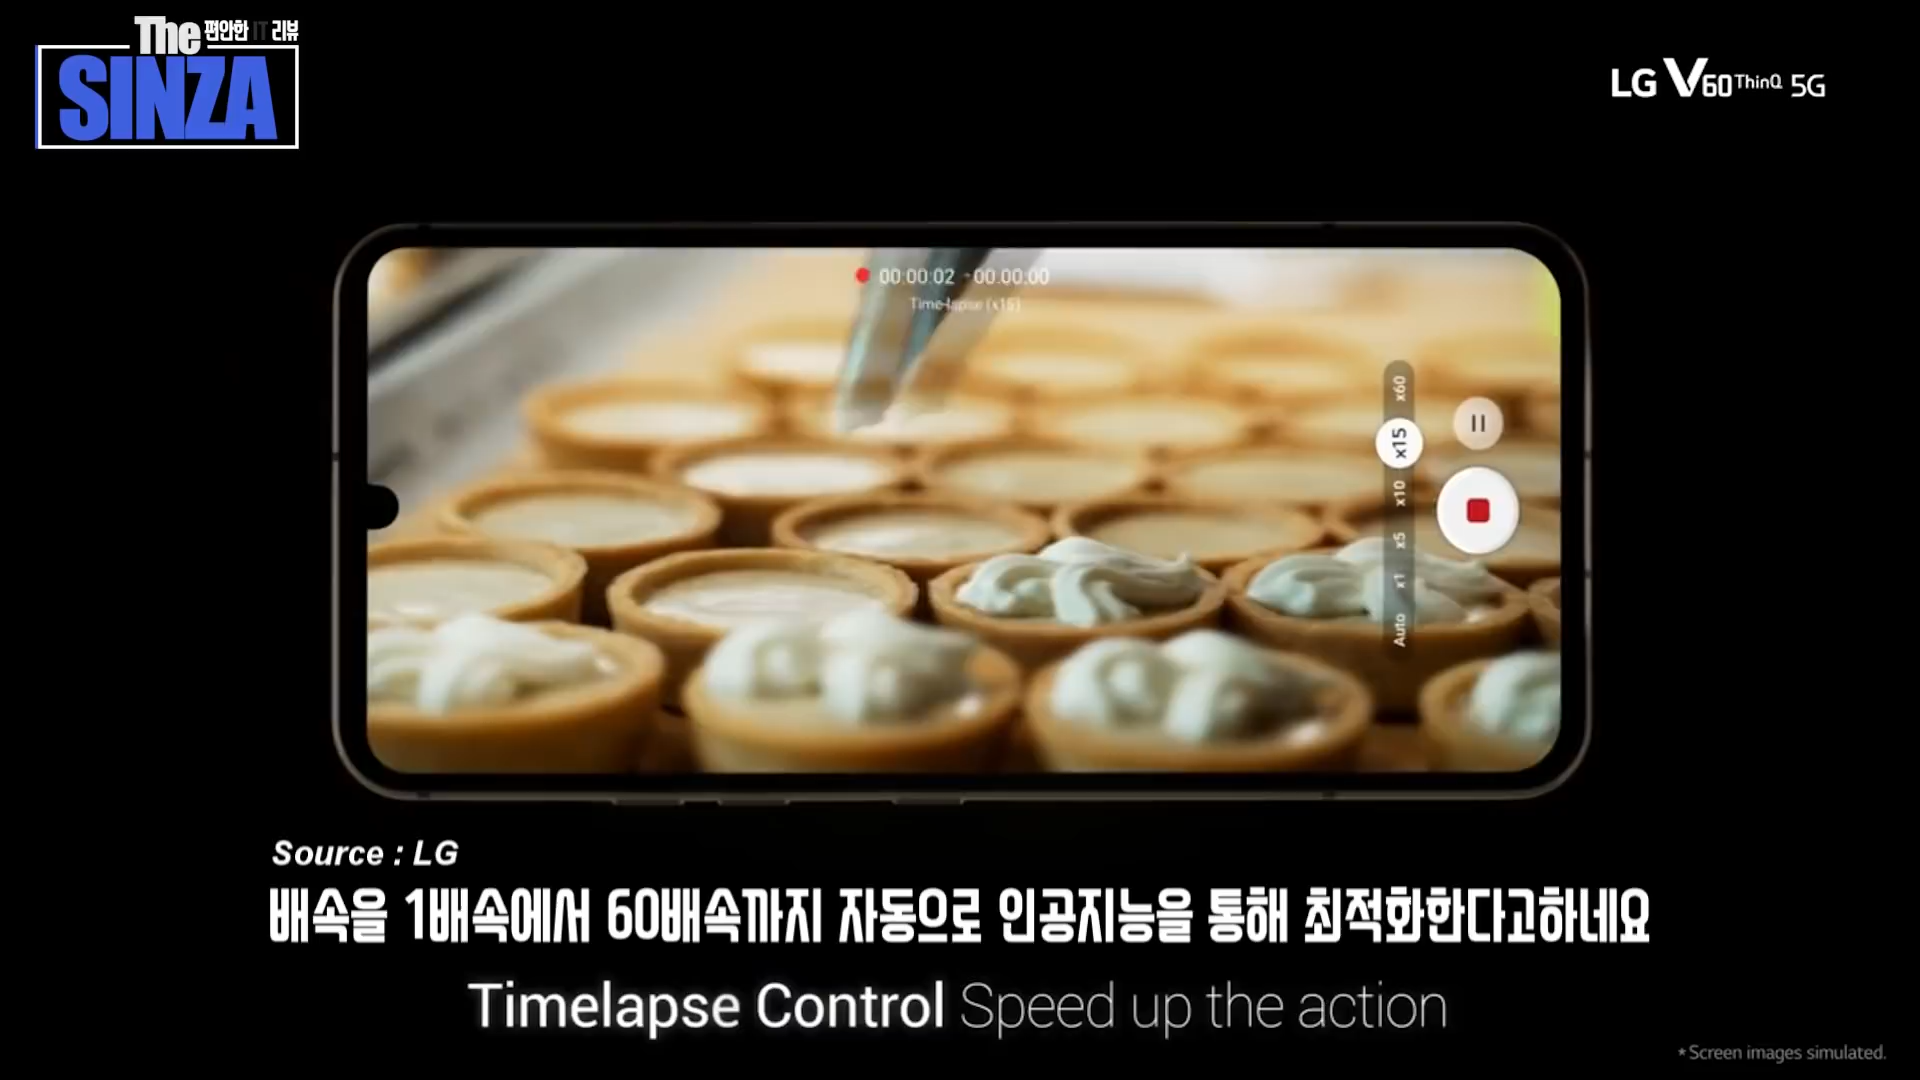 The 편안한 IT 리뷰
SINZA
LG V60 ThinQ 5G
00:00:02 - 00:00:00
Time-lapse (x15)
x60
x15
x10
x5
x1
Auto
Source : LG
배속을 1배속에서 60배속까지 자동으로 인공지능을 통해 최적화한다고하네요
Timelapse Control Speed up the action
*Screen images simulated.